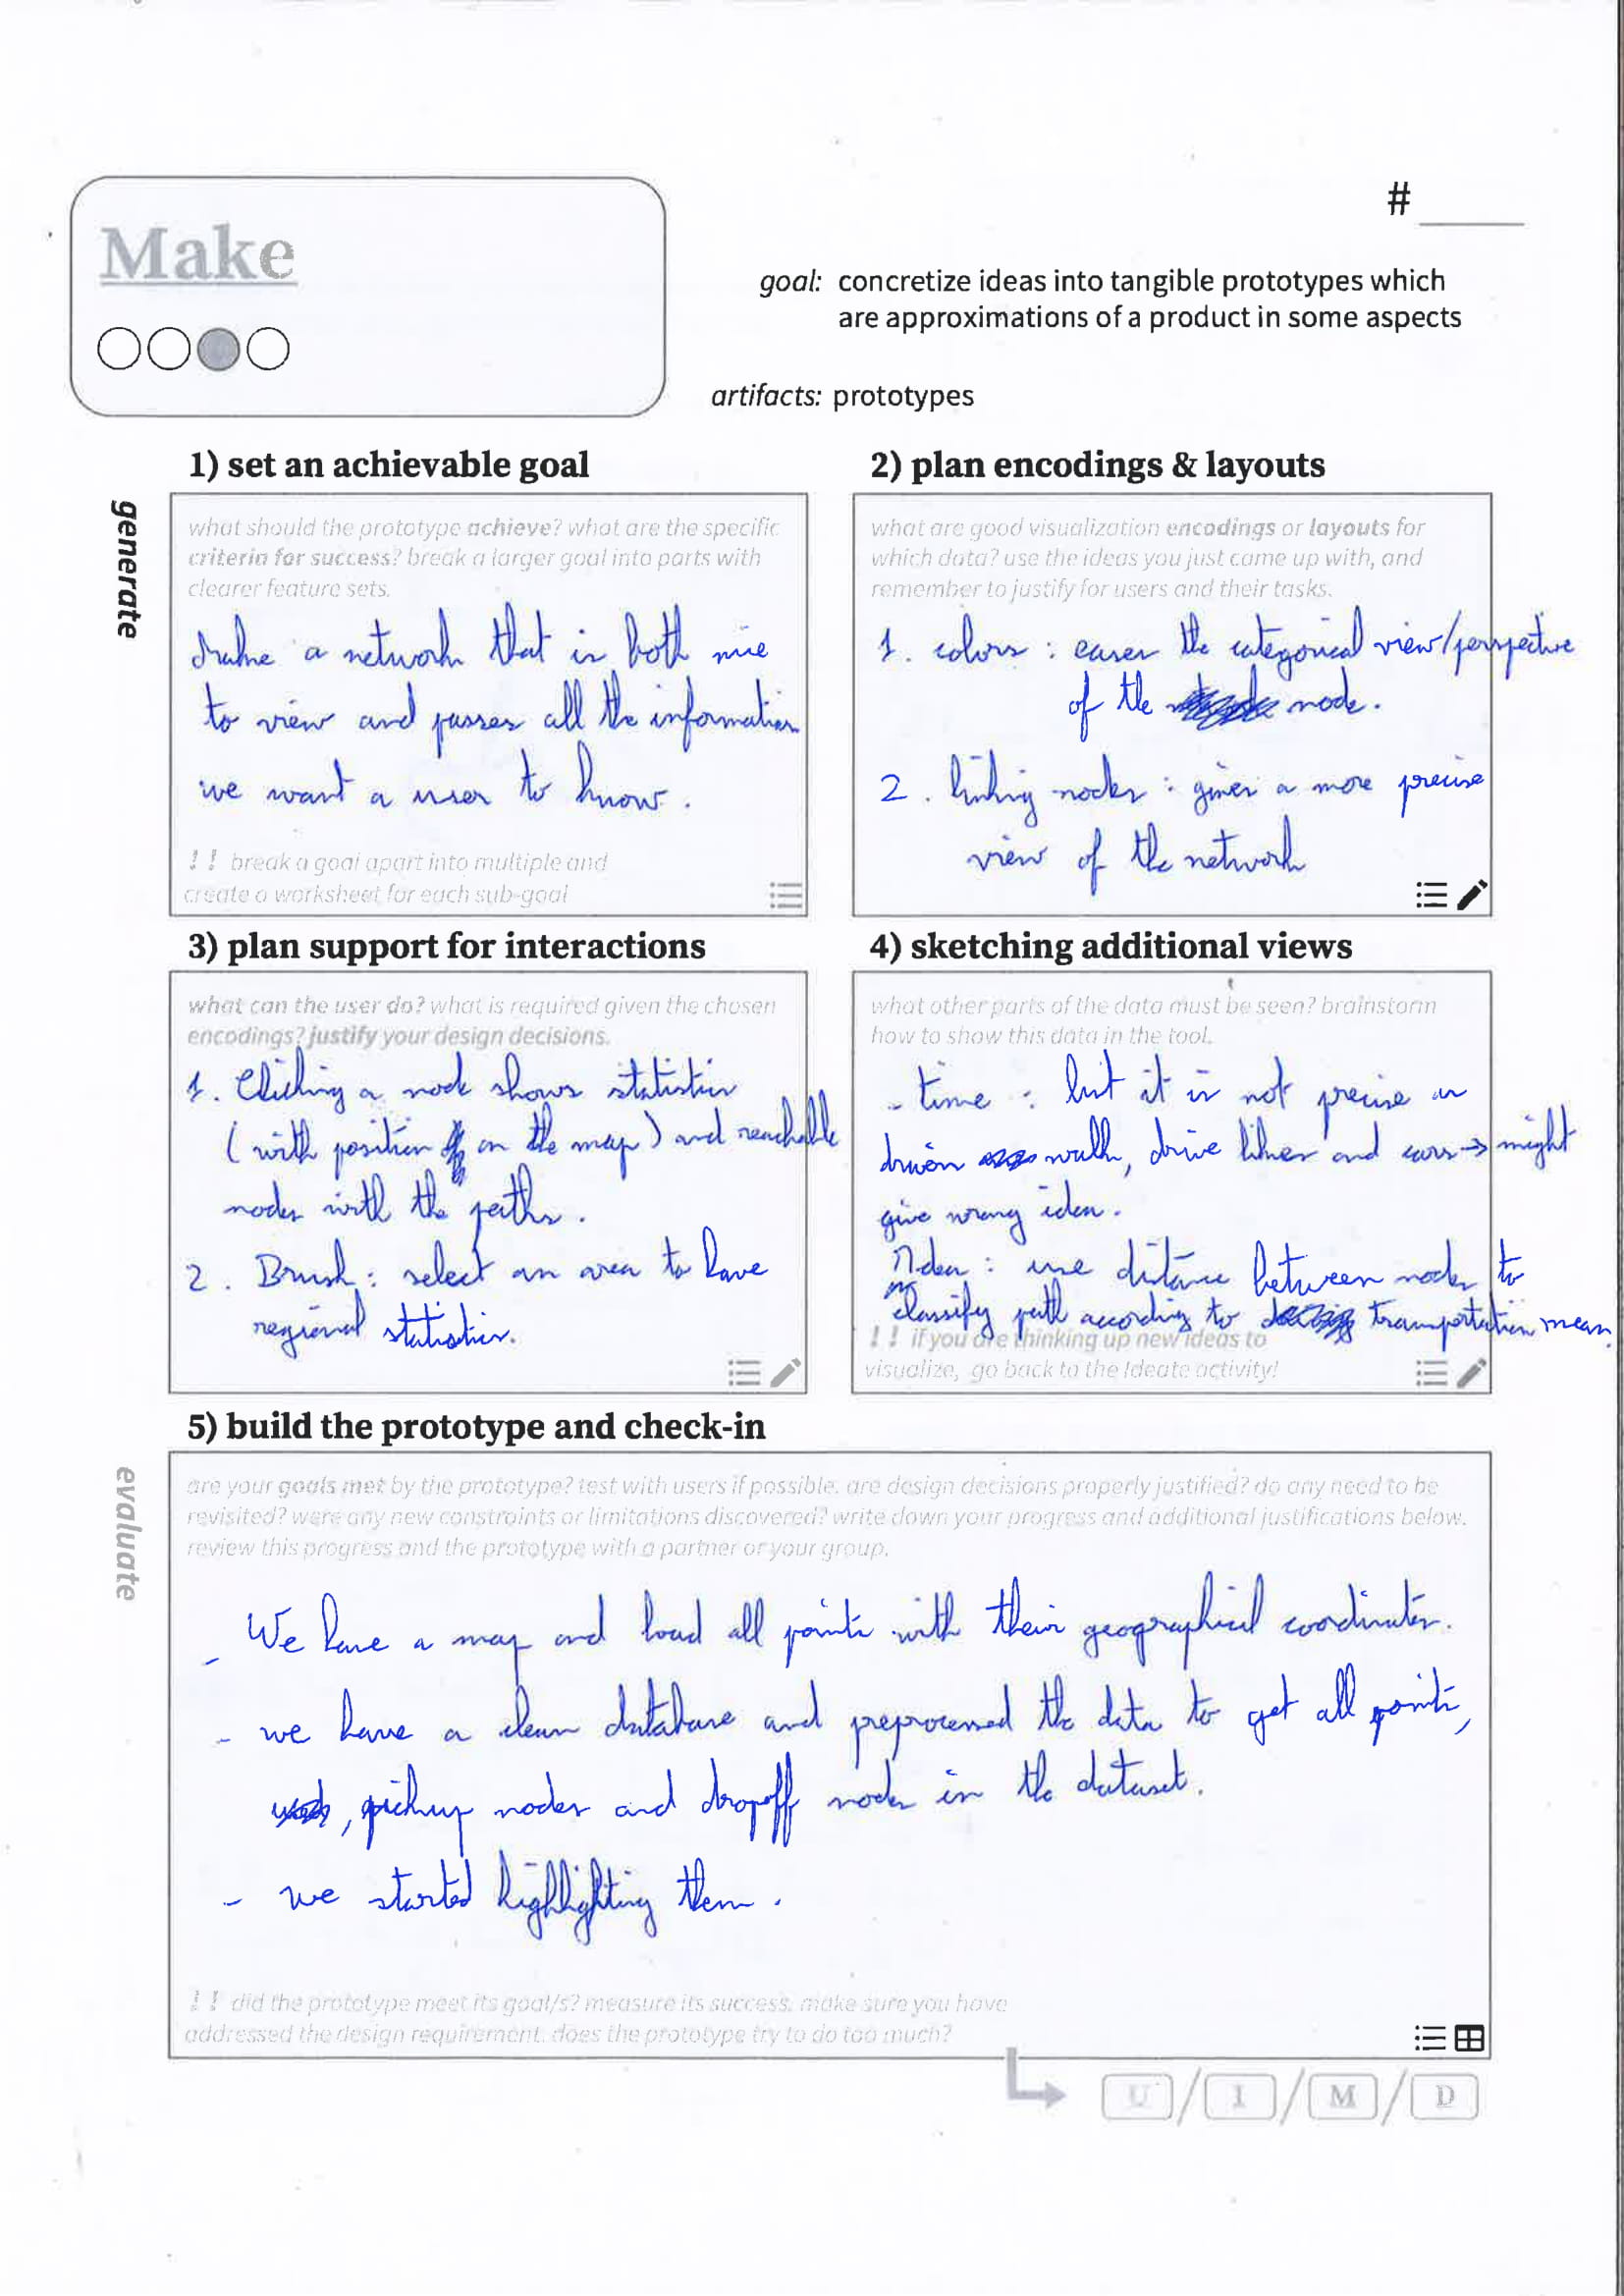 Make
#
goal: concretize ideas into tangible prototypes which
are approximations of a product in some aspects
artifacts: prototypes
generate
1) set an achievable goal
what should the prototype achieve? what are the specific
criteria for success? break a larger goal into parts with
clearer feature sets.
Make a network that is both nice
to view and passes all the information
we want a user to know.
! ! break a goal apart into multiple and
create a worksheet for each sub-goal
2) plan encodings & layouts
what are good visualization encodings or layouts for
which data? use the ideas you just came up with, and
remember to justify for users and their tasks.
1. colors : eases the categorical view/perspective
of the node.
2. linking nodes : gives a more precise
view of the network
3) plan support for interactions
what can the user do? what is required given the chosen
encodings? justify your design decisions.
1. Clicking a node shows statistics
(with position on the map) and reachable
nodes with the paths.
2. Brush : select an area to have
regional statistics.
4) sketching additional views
what other parts of the data must be seen? brainstorm
how to show this data in the tool.
- time : but it is not precise as
drivers walk, drive bikes and cars → might
give wrong idea.
Idea : use distance between nodes to
classify path according to transportation mean.
! ! if you are thinking up new ideas to
visualize, go back to the Ideate activity!
evaluate
5) build the prototype and check-in
are your goals met by the prototype? test with users if possible. are design decisions properly justified? do any need to be
revisited? were any new constraints or limitations discovered? write down your progress and additional justifications below.
review this progress and the prototype with a partner or your group.
- We have a map and load all points with their geographical coordinates.
- we have a clean database and preprocessed the data to get all points,
, pickup nodes and dropoff nodes in the dataset.
- we started highlighting them.
! ! did the prototype meet its goal/s? measure its success. make sure you have
addressed the design requirement. does the prototype try to do too much?
U / I / M / D